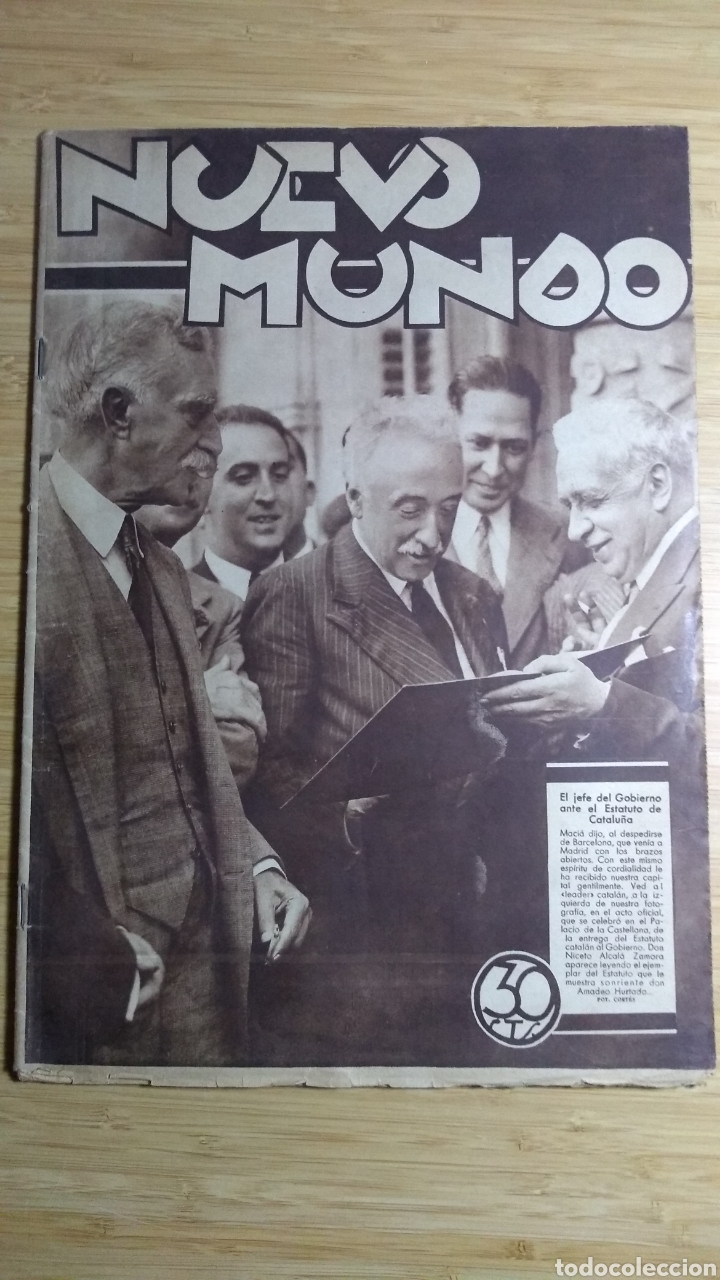 NUEVO
MUNDO
El jefe del Gobierno
ante el Estatuto de
Cataluña
Maciá dijo, al despedirse
de Barcelona, que venía a
Madrid con los brazos
abiertos. Con este mismo
espíritu de cordialidad le
ha recibido nuestra capi-
tal gentilmente. Ved al
«leader» catalán, a la iz-
quierda de nuestra foto-
grafía, en el acto oficial,
que se celebró en el Pa-
lacio de la Castellana, de
la entrega del Estatuto
catalán al Gobierno. Don
Niceto Alcalá Zamora
aparece leyendo el ejem-
plar del Estatuto que le
muestra sonriente don
Amadeo Hurtado...
FOT. CORTÉS
30
CTS
todocoleccion